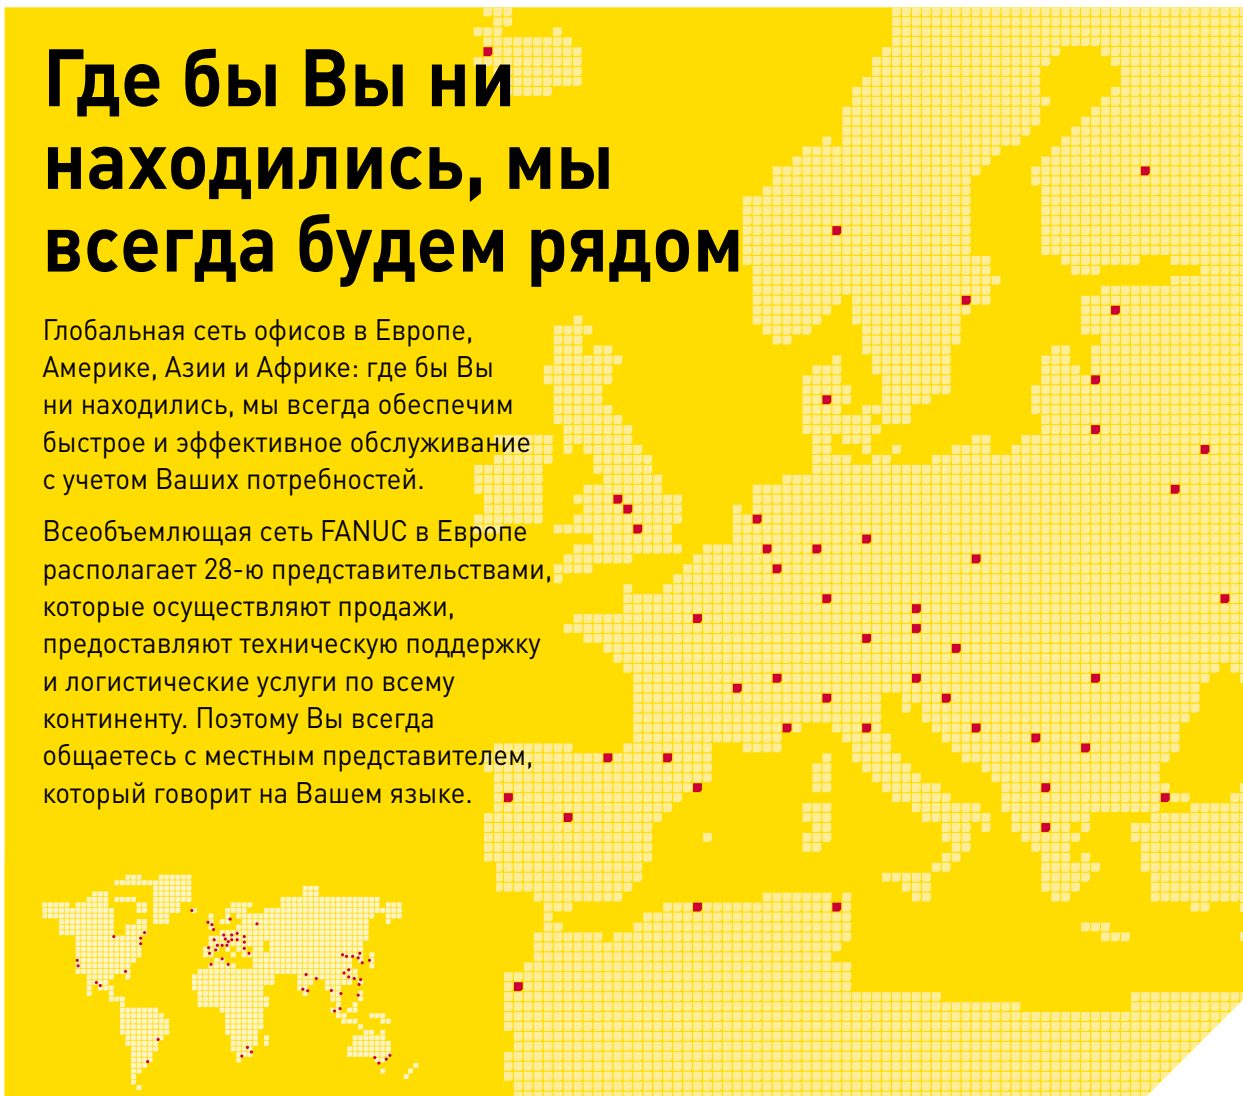 Где бы Вы ни
находились, мы
всегда будем рядом
Глобальная сеть офисов в Европе,
Америке, Азии и Африке: где бы Вы
ни находились, мы всегда обеспечим
быстрое и эффективное обслуживание
с учетом Ваших потребностей.
Всеобъемлющая сеть FANUC в Европе
располагает 28-ю представительствами,
которые осуществляют продажи,
предоставляют техническую поддержку
и логистические услуги по всему
континенту. Поэтому Вы всегда
общаетесь с местным представителем,
который говорит на Вашем языке.